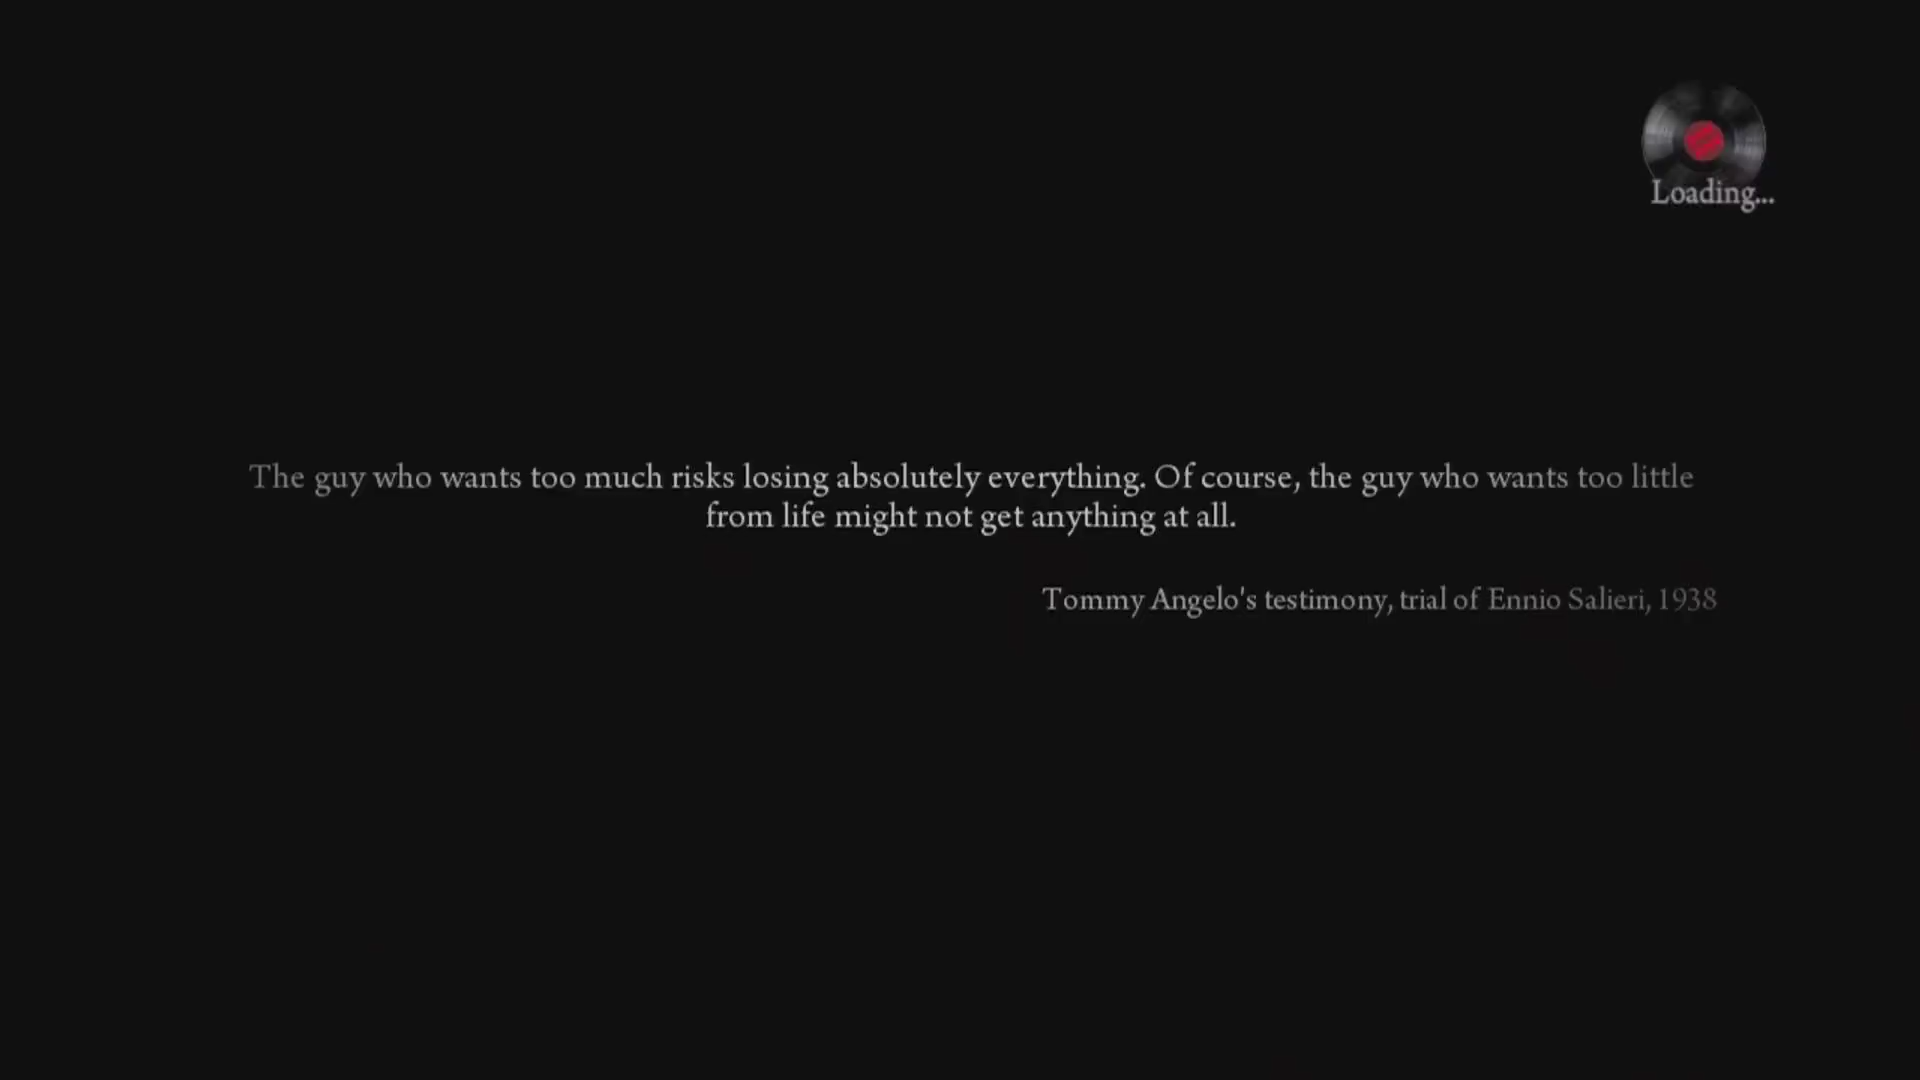 Loading...
The guy who wants too much risks losing absolutely everything. Of course, the guy who wants too little
from life might not get anything at all.
Tommy Angelo's testimony, trial of Ennio Salieri, 1938